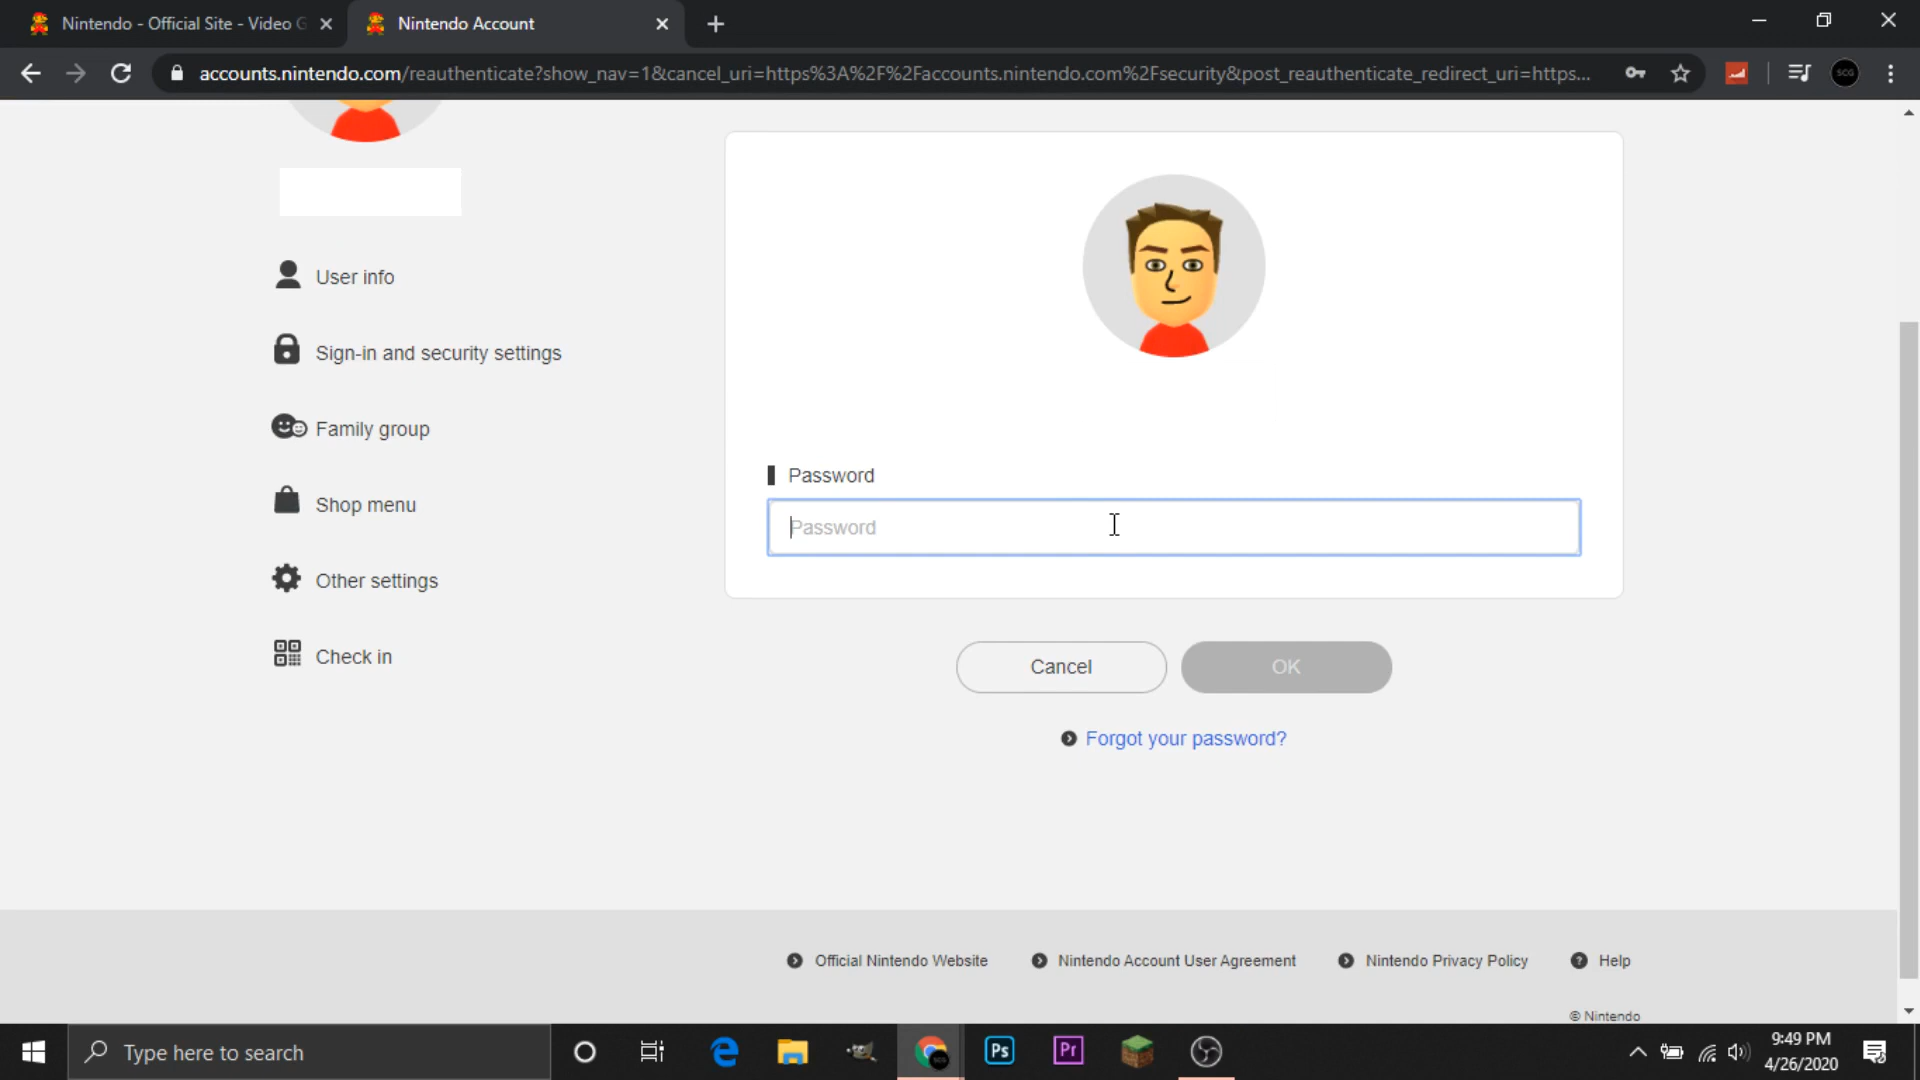 Nintendo - Official Site - Video G
Nintendo Account
accounts.nintendo.com/reauthenticate?show_nav=1&cancel_uri=https%3A%2F%2Faccounts.nintendo.com%2Fsecurity&post_reauthenticate_redirect_uri=https...
SCG
User info
Sign-in and security settings
Family group
Shop menu
Other settings
Check in
Password
Password
Cancel
OK
Forgot your password?
Official Nintendo Website
Nintendo Account User Agreement
Nintendo Privacy Policy
Help
© Nintendo
Type here to search
Ps
Pr
9:49 PM
4/26/2020